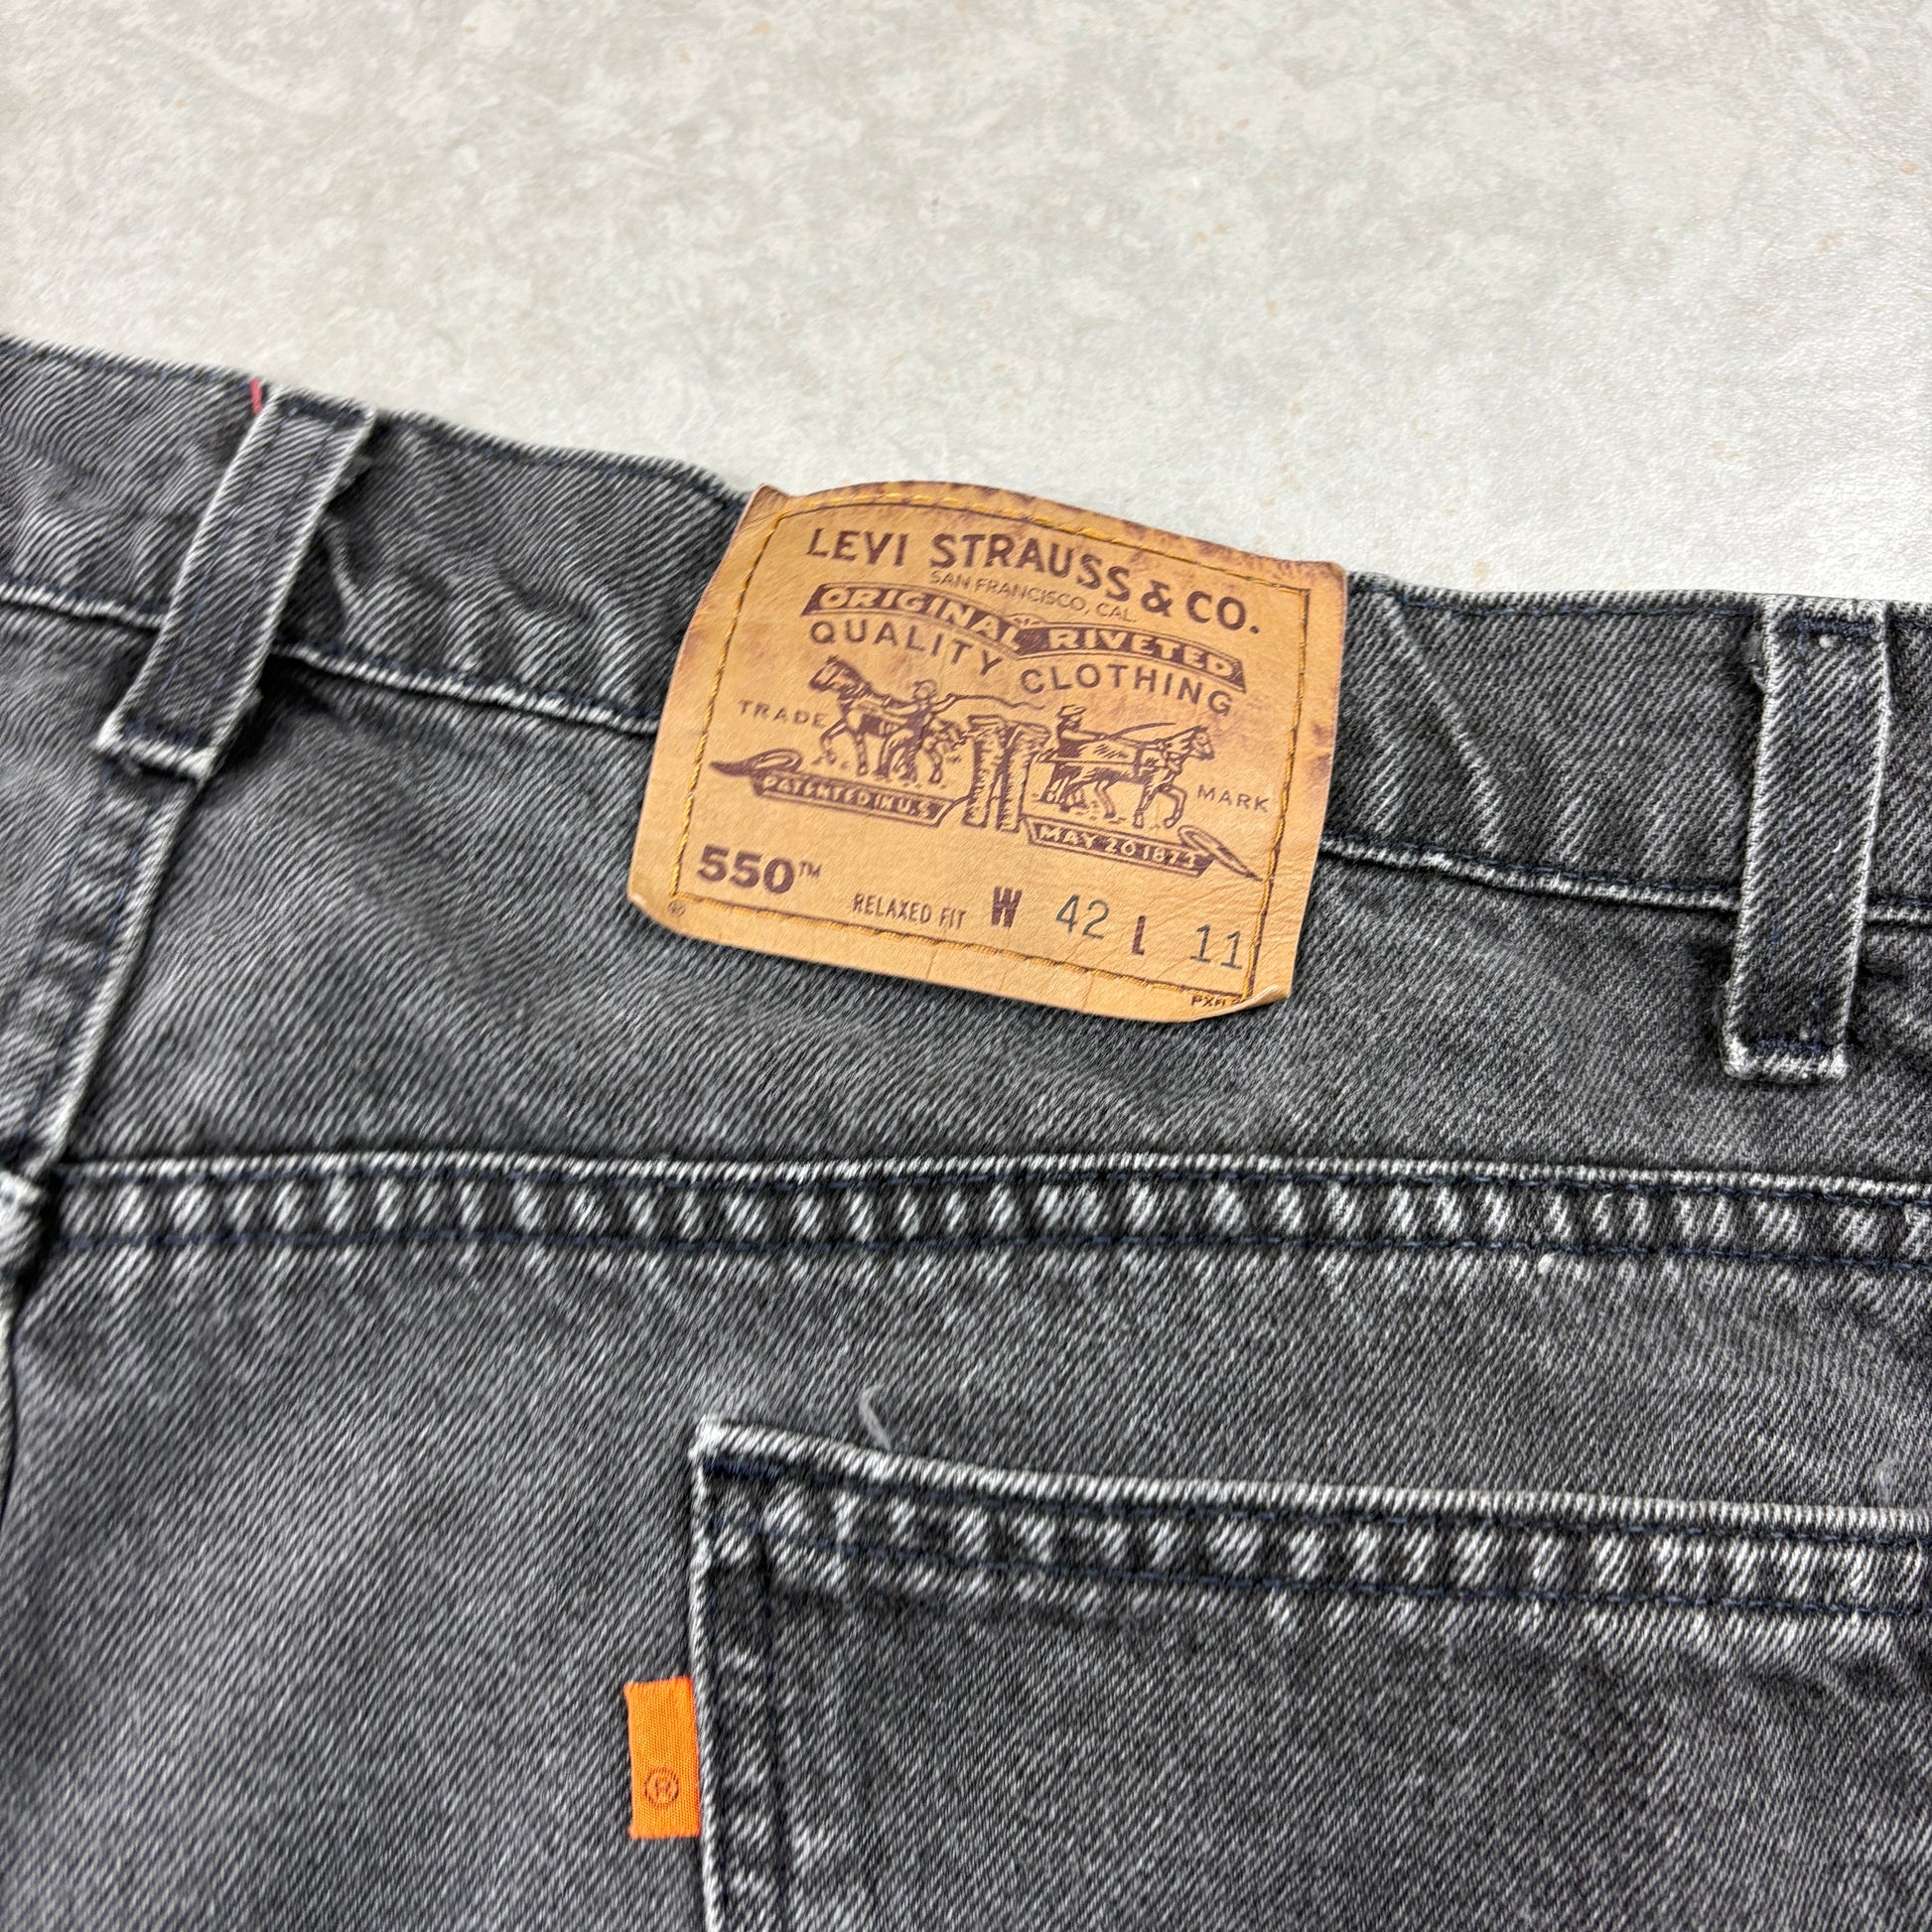 LEVI STRAUSS & CO.
SAN FRANCISCO, CAL.
ORIGINAL RIVETED
QUALITY CLOTHING
TRADE MARK
PATENTED IN U.S. MAY 20 1873
550™ RELAXED FIT W 42 L 11
®
®